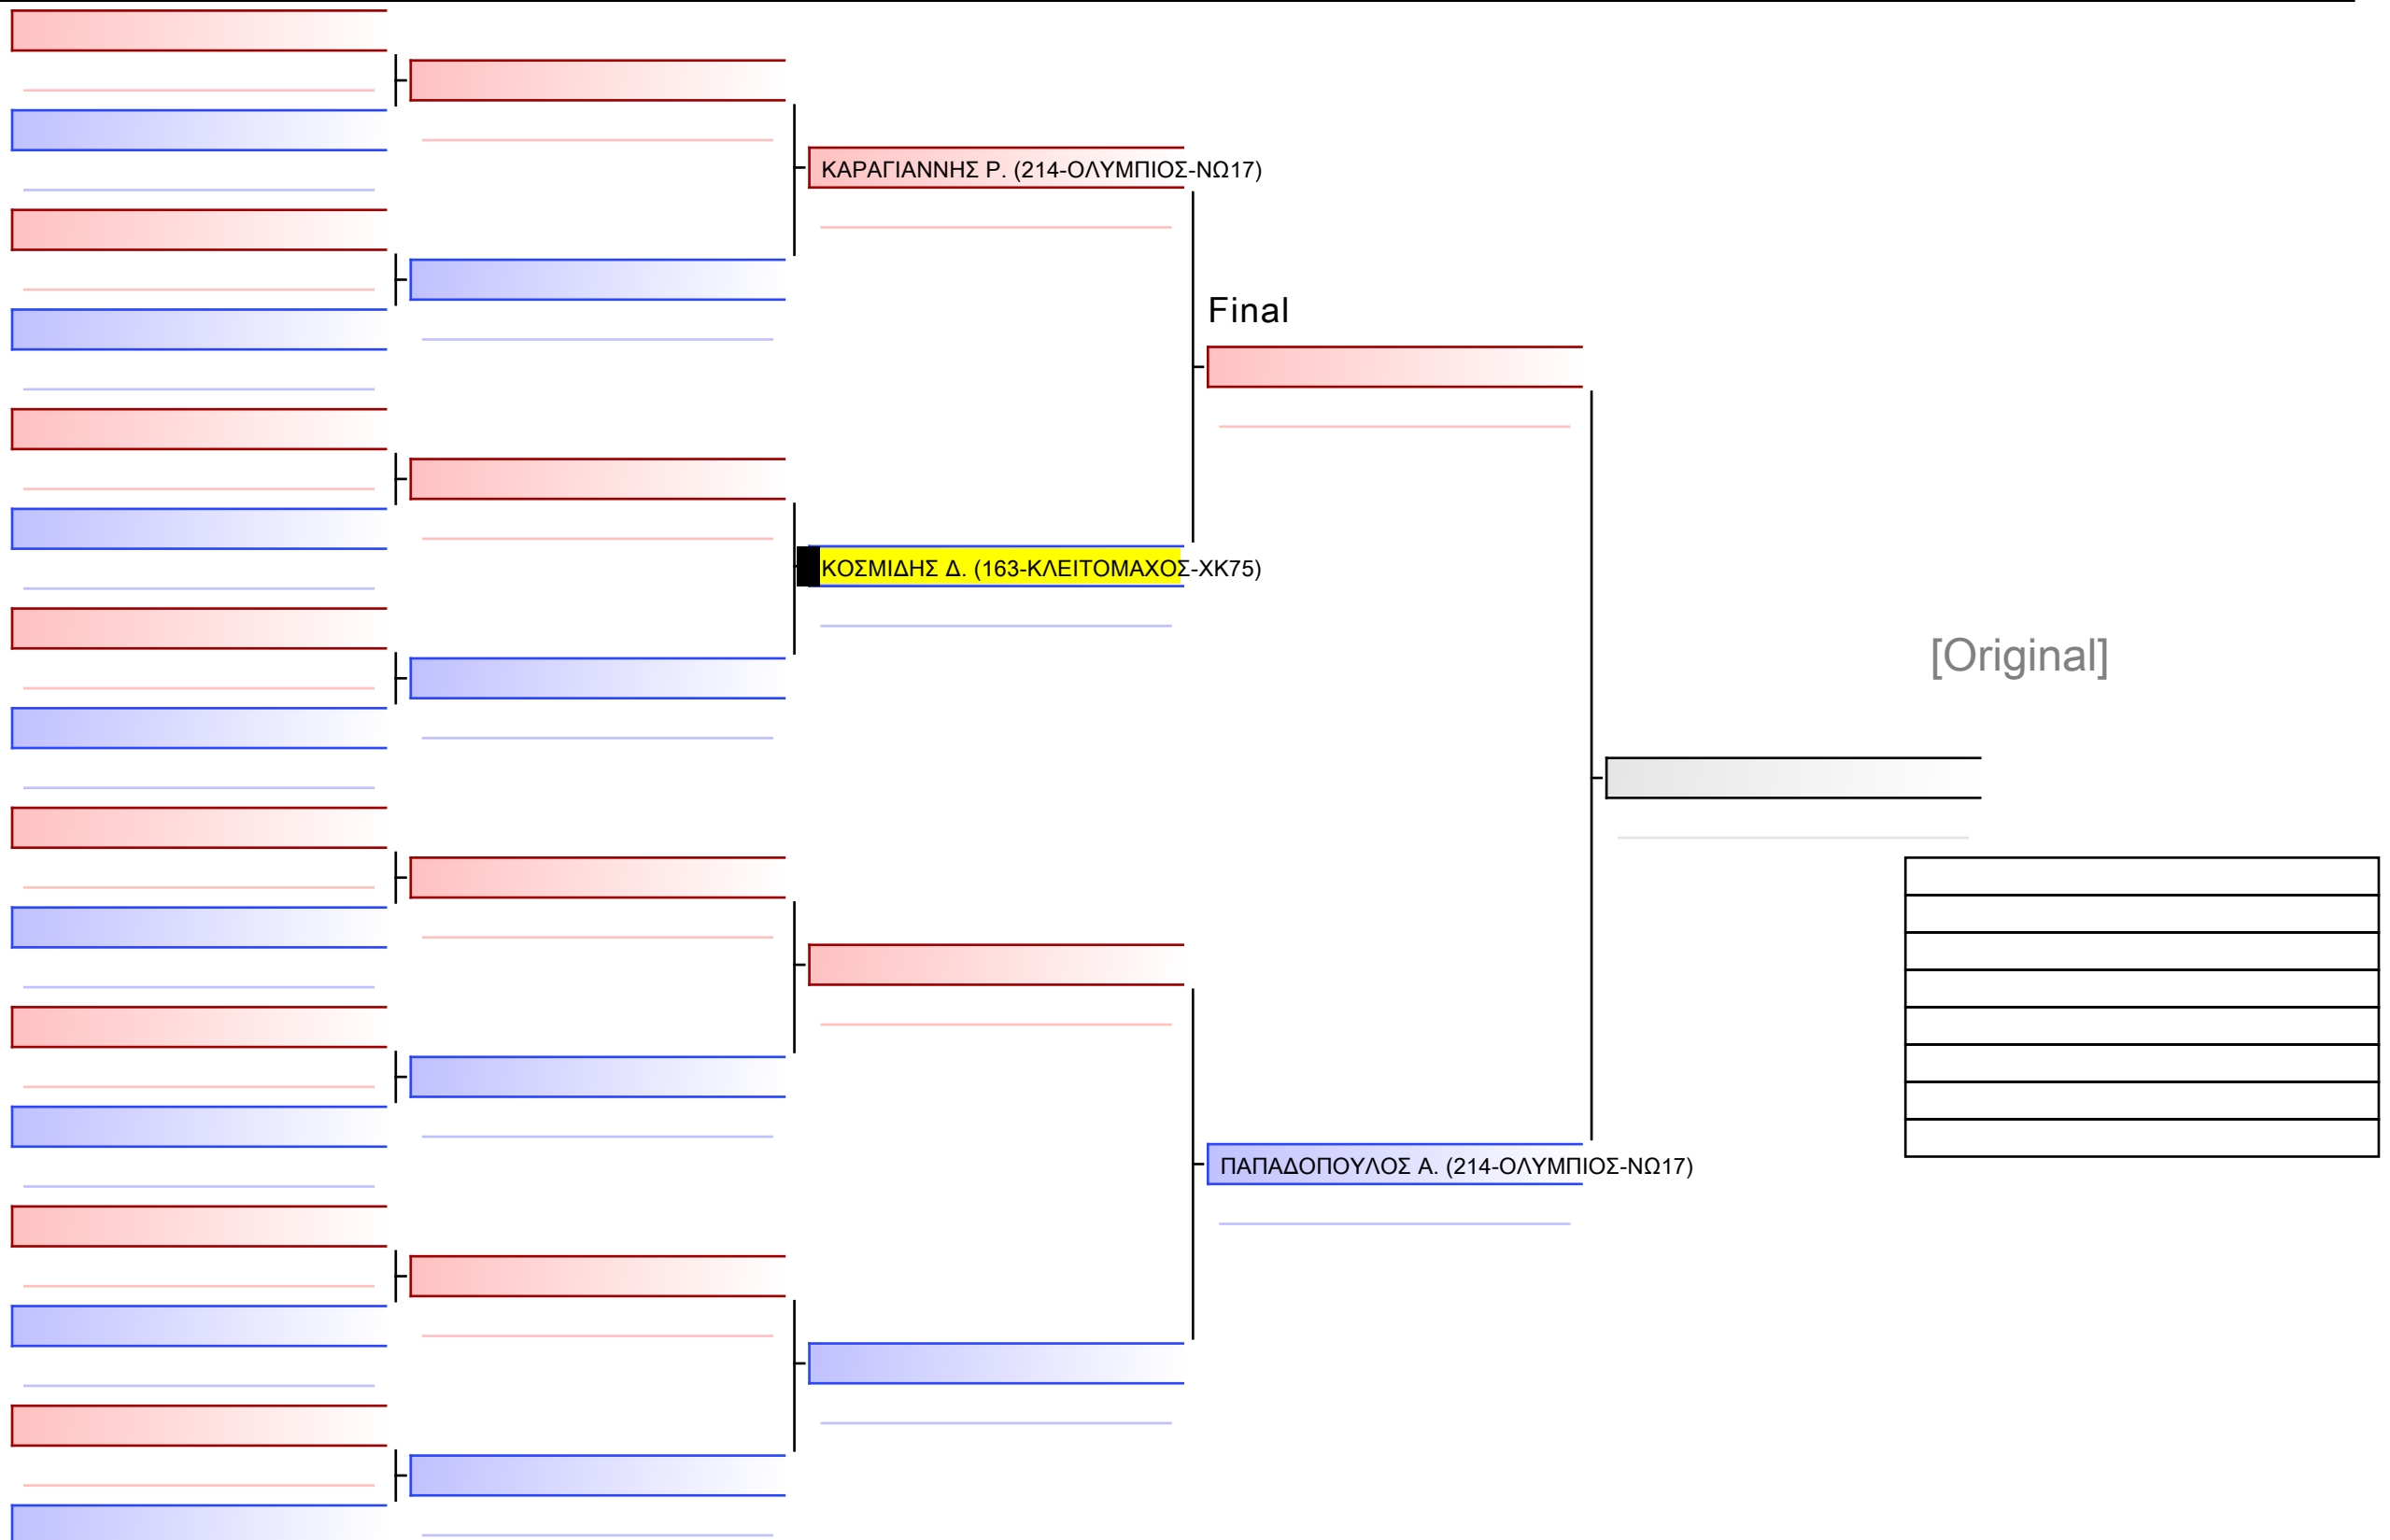 ΚΑΡΑΓΙΑΝΝΗΣ Ρ. (214-ΟΛΥΜΠΙΟΣ-ΝΩ17)
Final
ΚΟΣΜΙΔΗΣ Δ. (163-ΚΛΕΙΤΟΜΑΧΟΣ-ΧΚ75)
[Original]
ΠΑΠΑΔΟΠΟΥΛΟΣ Α. (214-ΟΛΥΜΠΙΟΣ-ΝΩ17)